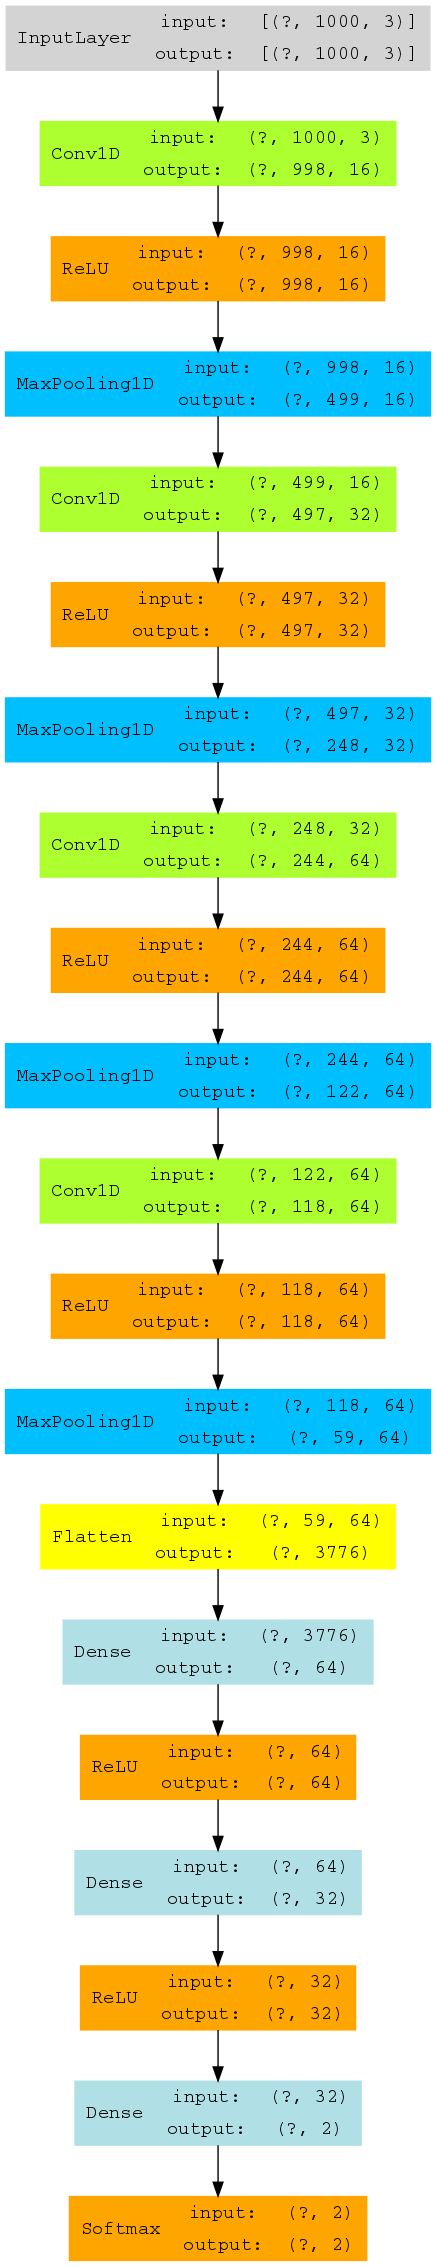 InputLayer input: [(?, 1000, 3)]
output: [(?, 1000, 3)]
Conv1D input: (?, 1000, 3)
output: (?, 998, 16)
ReLU input: (?, 998, 16)
output: (?, 998, 16)
MaxPooling1D input: (?, 998, 16)
output: (?, 499, 16)
Conv1D input: (?, 499, 16)
output: (?, 497, 32)
ReLU input: (?, 497, 32)
output: (?, 497, 32)
MaxPooling1D input: (?, 497, 32)
output: (?, 248, 32)
Conv1D input: (?, 248, 32)
output: (?, 244, 64)
ReLU input: (?, 244, 64)
output: (?, 244, 64)
MaxPooling1D input: (?, 244, 64)
output: (?, 122, 64)
Conv1D input: (?, 122, 64)
output: (?, 118, 64)
ReLU input: (?, 118, 64)
output: (?, 118, 64)
MaxPooling1D input: (?, 118, 64)
output: (?, 59, 64)
Flatten input: (?, 59, 64)
output: (?, 3776)
Dense input: (?, 3776)
output: (?, 64)
ReLU input: (?, 64)
output: (?, 64)
Dense input: (?, 64)
output: (?, 32)
ReLU input: (?, 32)
output: (?, 32)
Dense input: (?, 32)
output: (?, 2)
Softmax input: (?, 2)
output: (?, 2)